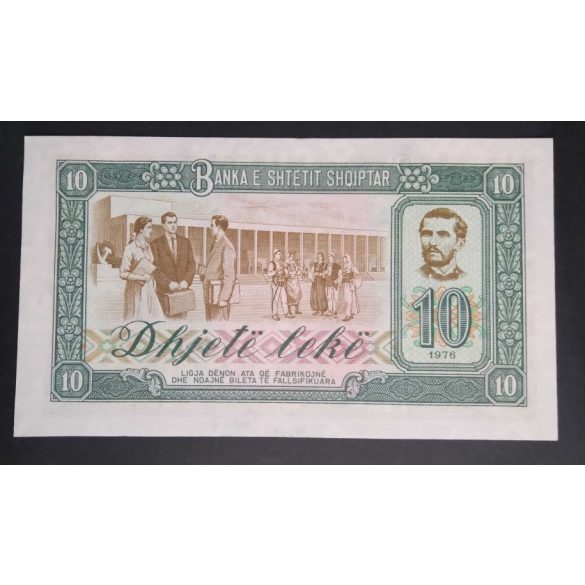 10 BANKA E SHTETIT SHQIPTAR 10
10
1976
Dhjetë lekë
LIGJA DËNON ATA QË FABRIKOJNË
DHE NDAJNË BILETA TË FALLSIFIKUARA
10 10